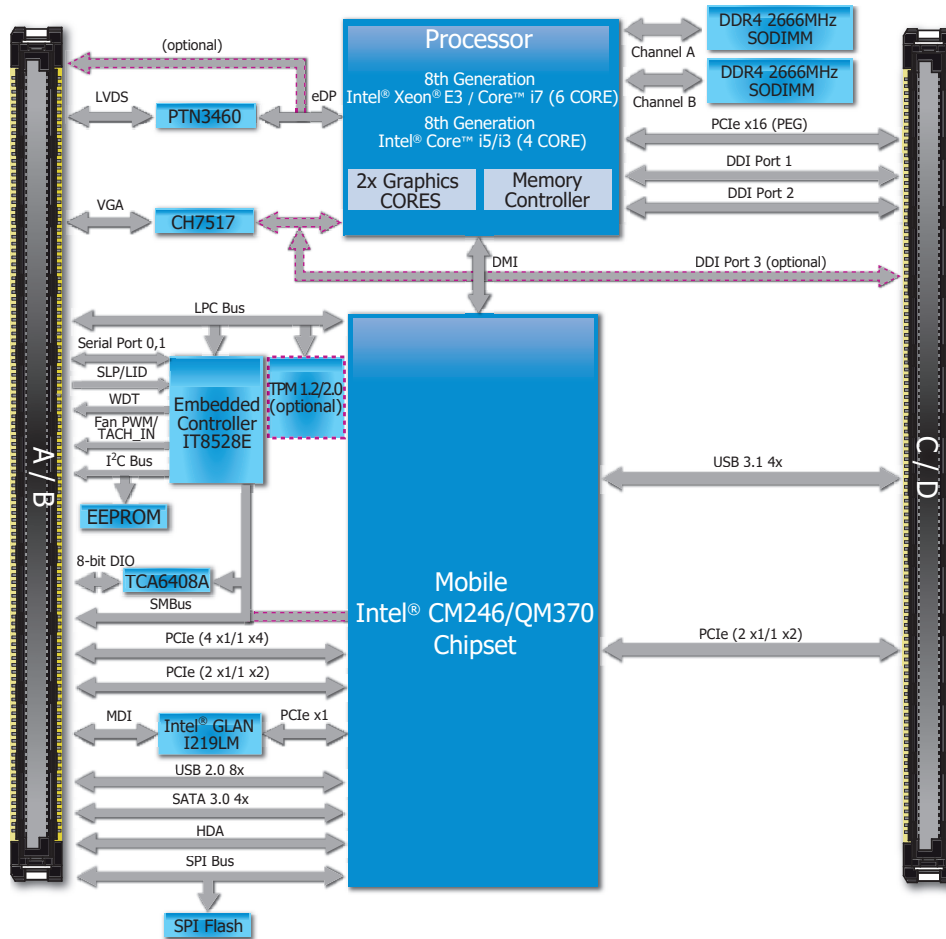 (optional)
LVDS
PTN3460
eDP
VGA
CH7517
Processor
8th Generation
Intel® Xeon® E3 / Core™ i7 (6 CORE)
8th Generation
Intel® Core™ i5/i3 (4 CORE)
2x Graphics
CORES
Memory
Controller
Channel A
DDR4 2666MHz
SODIMM
Channel B
DDR4 2666MHz
SODIMM
PCIe x16 (PEG)
DDI Port 1
DDI Port 2
DMI
DDI Port 3 (optional)
LPC Bus
Serial Port 0,1
SLP/LID
WDT
Fan PWM/
TACH_IN
I²C Bus
Embedded
Controller
IT8528E
TPM 1.2/2.0
(optional)
EEPROM
8-bit DIO
TCA6408A
SMBus
PCIe (4 x1/1 x4)
PCIe (2 x1/1 x2)
MDI
Intel® GLAN
I219LM
PCIe x1
USB 2.0 8x
SATA 3.0 4x
HDA
SPI Bus
SPI Flash
Mobile
Intel® CM246/QM370
Chipset
USB 3.1 4x
PCIe (2 x1/1 x2)
A / B
C / D